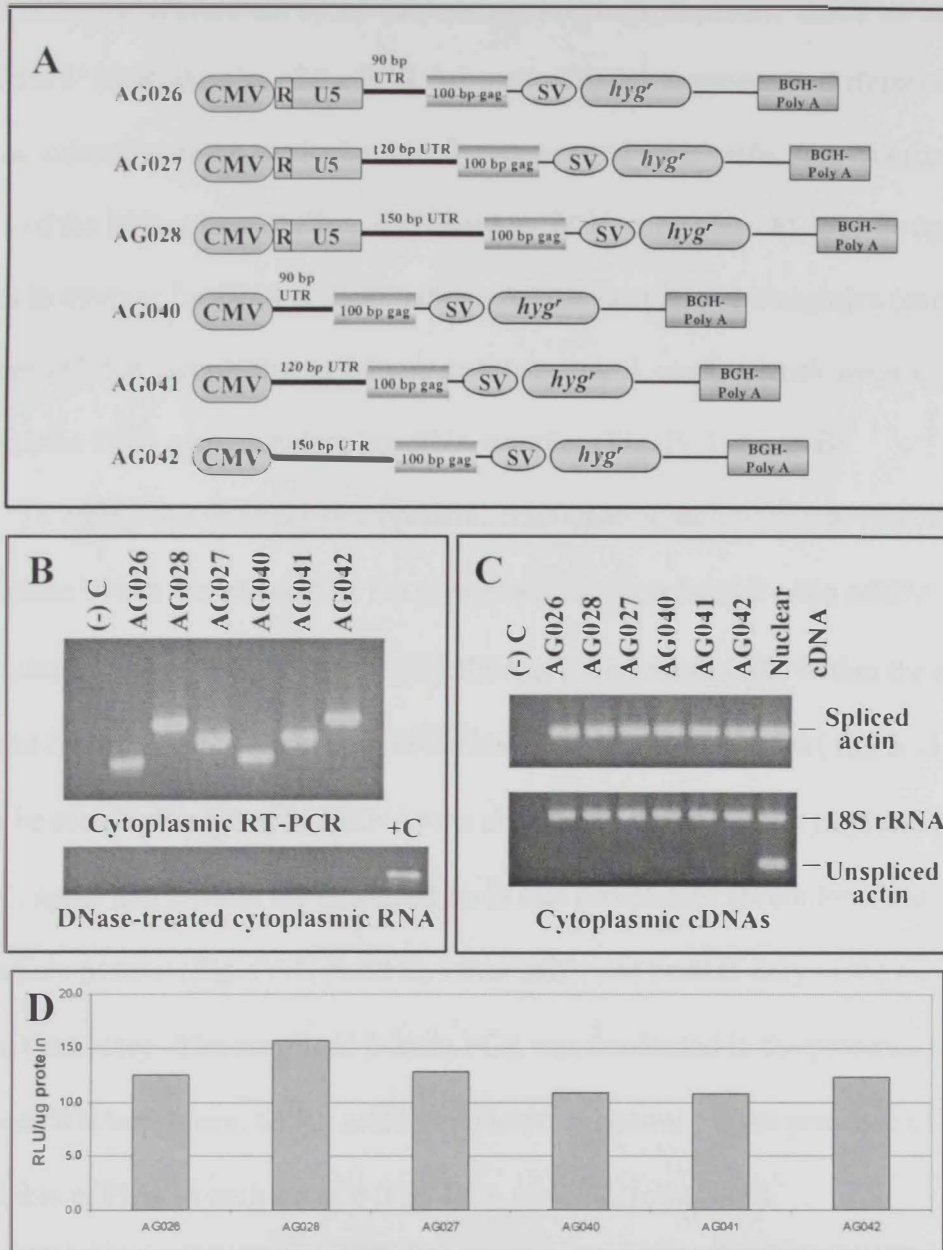 A
90 bp
UTR
AG026 CMV R U5 100 bp gag SV hygʳ BGH-
Poly A
120 bp UTR
AG027 CMV R U5 100 bp gag SV hygʳ BGH-
Poly A
150 bp UTR
AG028 CMV R U5 100 bp gag SV hygʳ BGH-
Poly A
90 bp
UTR
AG040 CMV 100 bp gag SV hygʳ BGH-
Poly A
120 bp UTR
AG041 CMV 100 bp gag SV hygʳ BGH-
Poly A
150 bp UTR
AG042 CMV 100 bp gag SV hygʳ BGH-
Poly A
B
(-) C
AG026
AG028
AG027
AG040
AG041
AG042
Cytoplasmic RT-PCR
+C
DNase-treated cytoplasmic RNA
C
(-) C
AG026
AG028
AG027
AG040
AG041
AG042
Nuclear
cDNA
Spliced
actin
18S rRNA
Unspliced
actin
Cytoplasmic cDNAs
D
RLU/ug protein
20.0
15.0
10.0
5.0
0.0
AG026 AG028 AG027 AG040 AG041 AG042